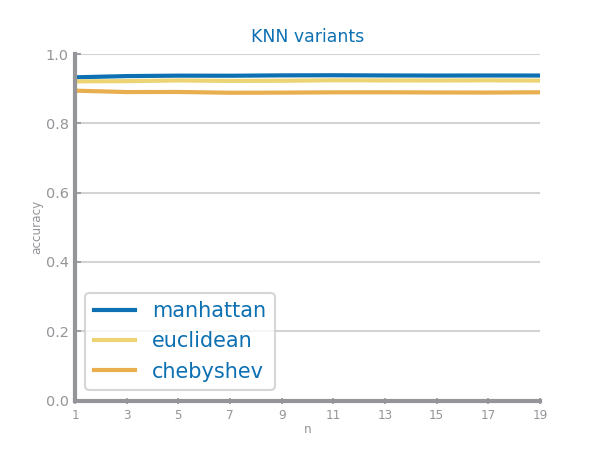 KNN variants
1.0
0.8
0.6
0.4
0.2
0.0
accuracy
manhattan
euclidean
chebyshev
1 3 5 7 9 11 13 15 17 19
n